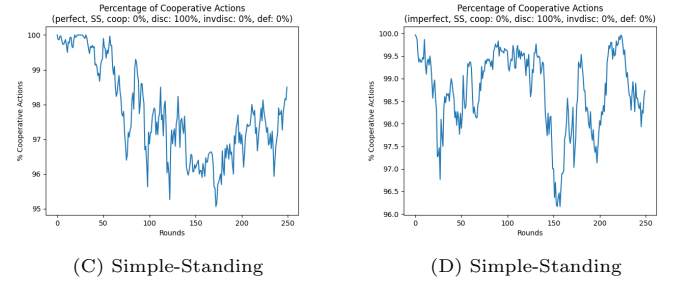 Percentage of Cooperative Actions
(perfect, SS, coop: 0%, disc: 100%, invdisc: 0%, def: 0%)
% Cooperative Actions
100
99
98
97
96
95
0
50
100
150
200
250
Rounds
(C) Simple-Standing
Percentage of Cooperative Actions
(imperfect, SS, coop: 0%, disc: 100%, invdisc: 0%, def: 0%)
% Cooperative Actions
100.0
99.5
99.0
98.5
98.0
97.5
97.0
96.5
96.0
0
50
100
150
200
250
Rounds
(D) Simple-Standing